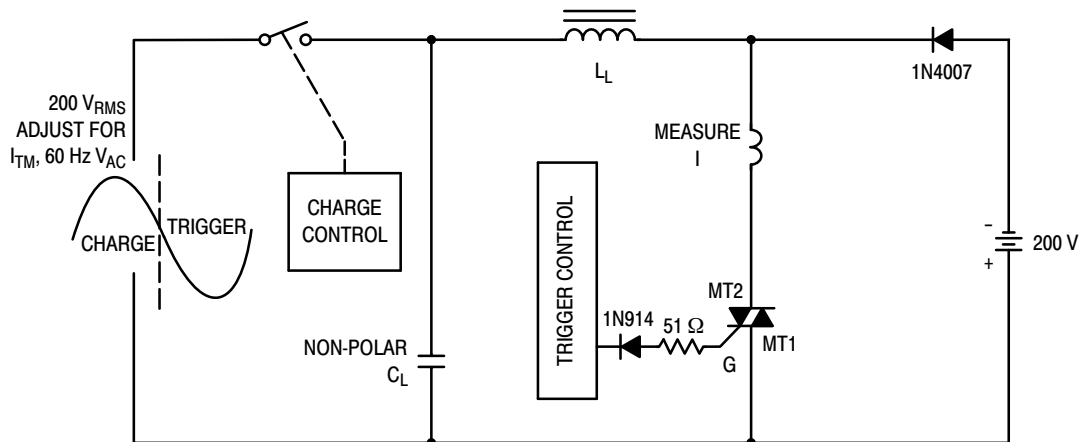 200 V_RMS
ADJUST FOR
I_TM, 60 Hz V_AC
CHARGE
TRIGGER
CHARGE
CONTROL
NON-POLAR
C_L
L_L
TRIGGER CONTROL
MEASURE
I
1N914
51 Ω
G
MT2
MT1
1N4007
-
+
200 V